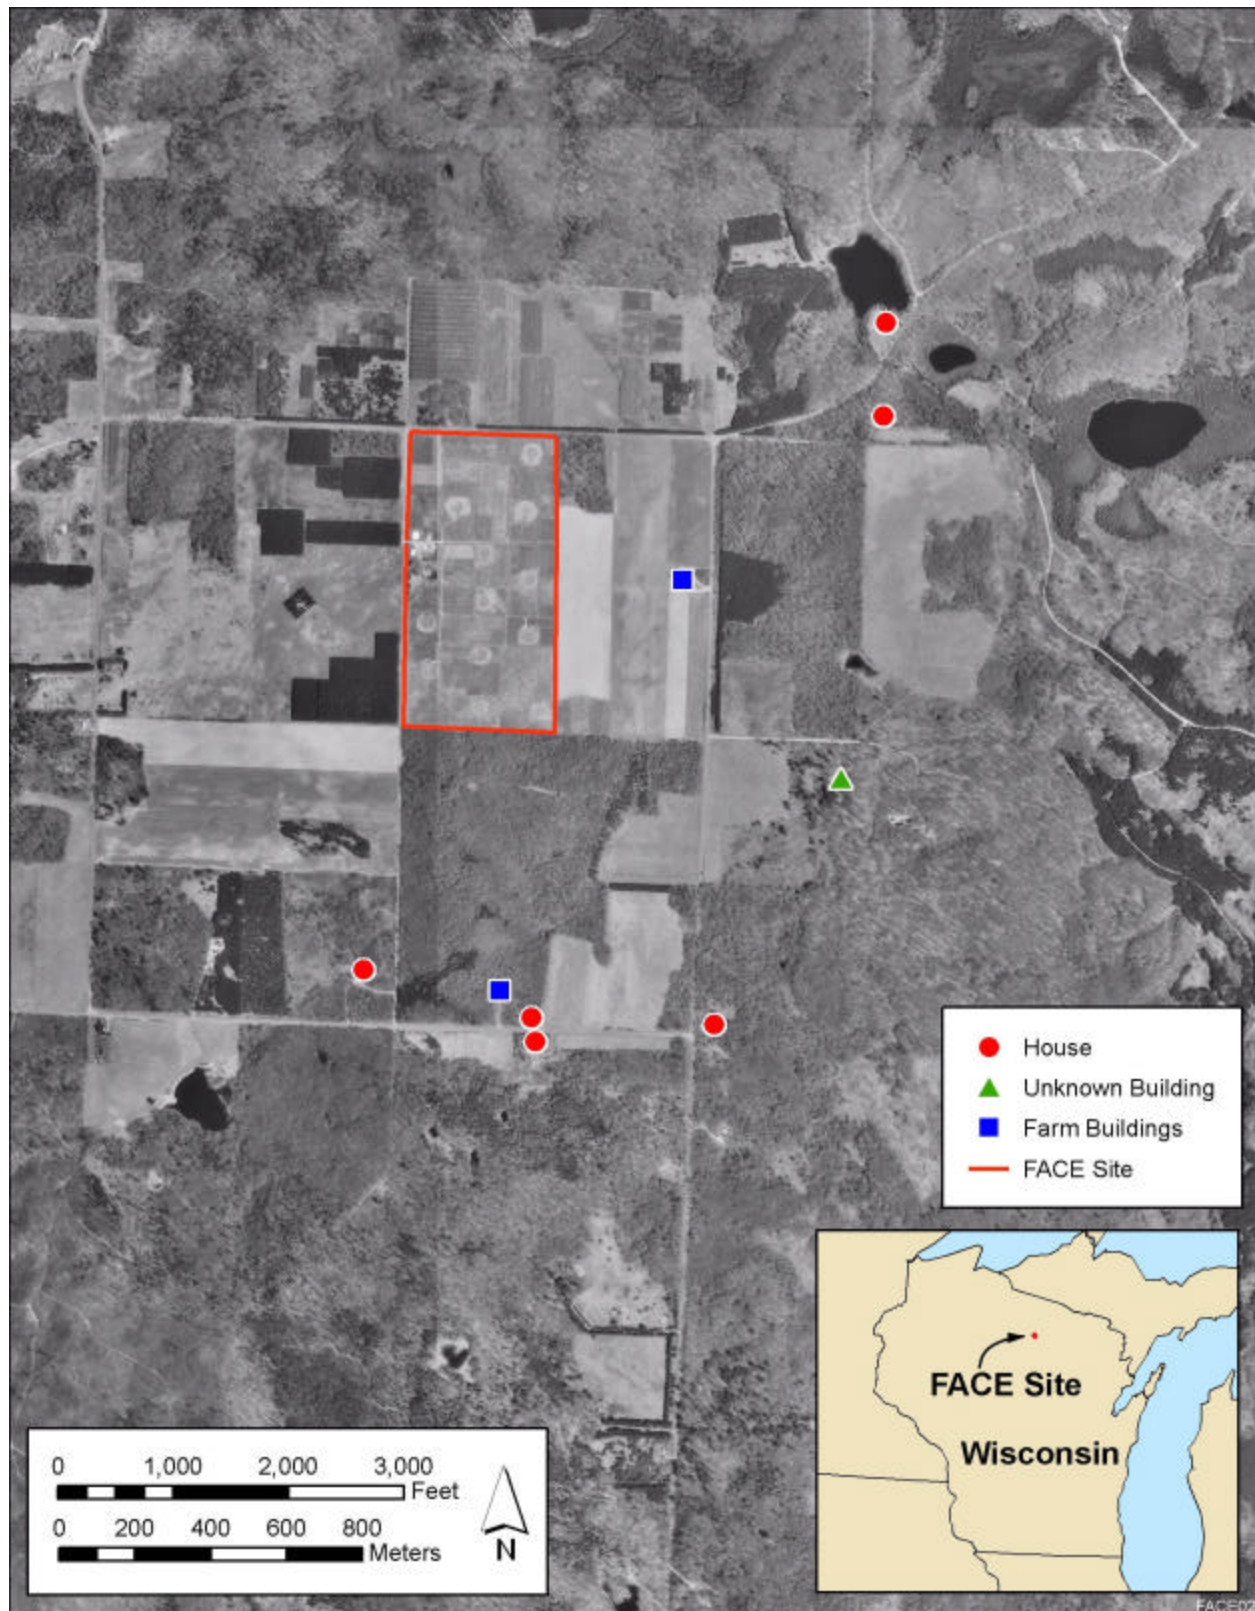 House
Unknown Building
Farm Buildings
FACE Site
FACE Site
Wisconsin
0 1,000 2,000 3,000
Feet
0 200 400 600 800
Meters
N
FACE02